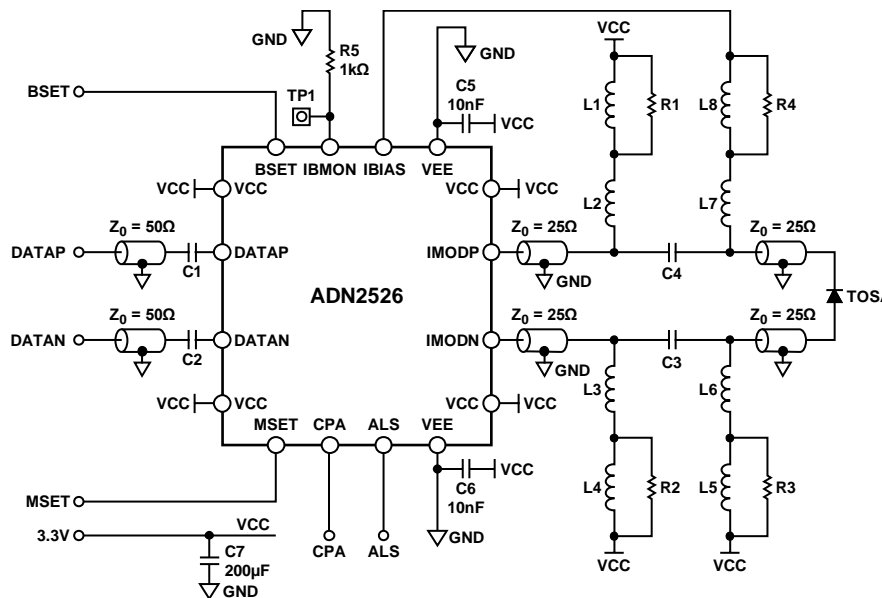 GND
R5
1kΩ
GND
C5
10nF
VCC
VCC
BSET
TP1
L1
R1
L8
R4
BSET
IBMON
IBIAS
VEE
VCC
VCC
VCC
VCC
L2
L7
Z0 = 50Ω
Z0 = 25Ω
Z0 = 25Ω
DATAP
C1
DATAP
IMODP
GND
C4
ADN2526
TOSA
Z0 = 50Ω
Z0 = 25Ω
Z0 = 25Ω
DATAN
C2
DATAN
IMODN
GND
C3
L3
L6
VCC
VCC
VCC
VCC
MSET
CPA
ALS
VEE
VCC
C6
10nF
L4
R2
L5
R3
MSET
3.3V
VCC
GND
C7
200µF
GND
CPA
ALS
VCC
VCC